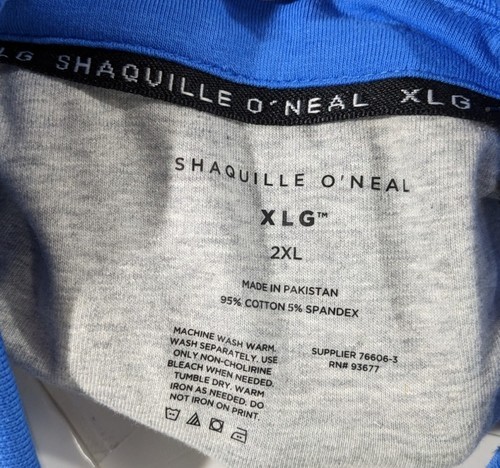 LG SHAQUILLE O'NEAL XLG
SHAQUILLE O'NEAL
XLG™
2XL
MADE IN PAKISTAN
95% COTTON 5% SPANDEX
MACHINE WASH WARM.
WASH SEPARATELY. USE
ONLY NON-CHOLIRINE
BLEACH WHEN NEEDED.
TUMBLE DRY. WARM
IRON AS NEEDED. DO
NOT IRON ON PRINT.
SUPPLIER 76606-3
RN# 93677